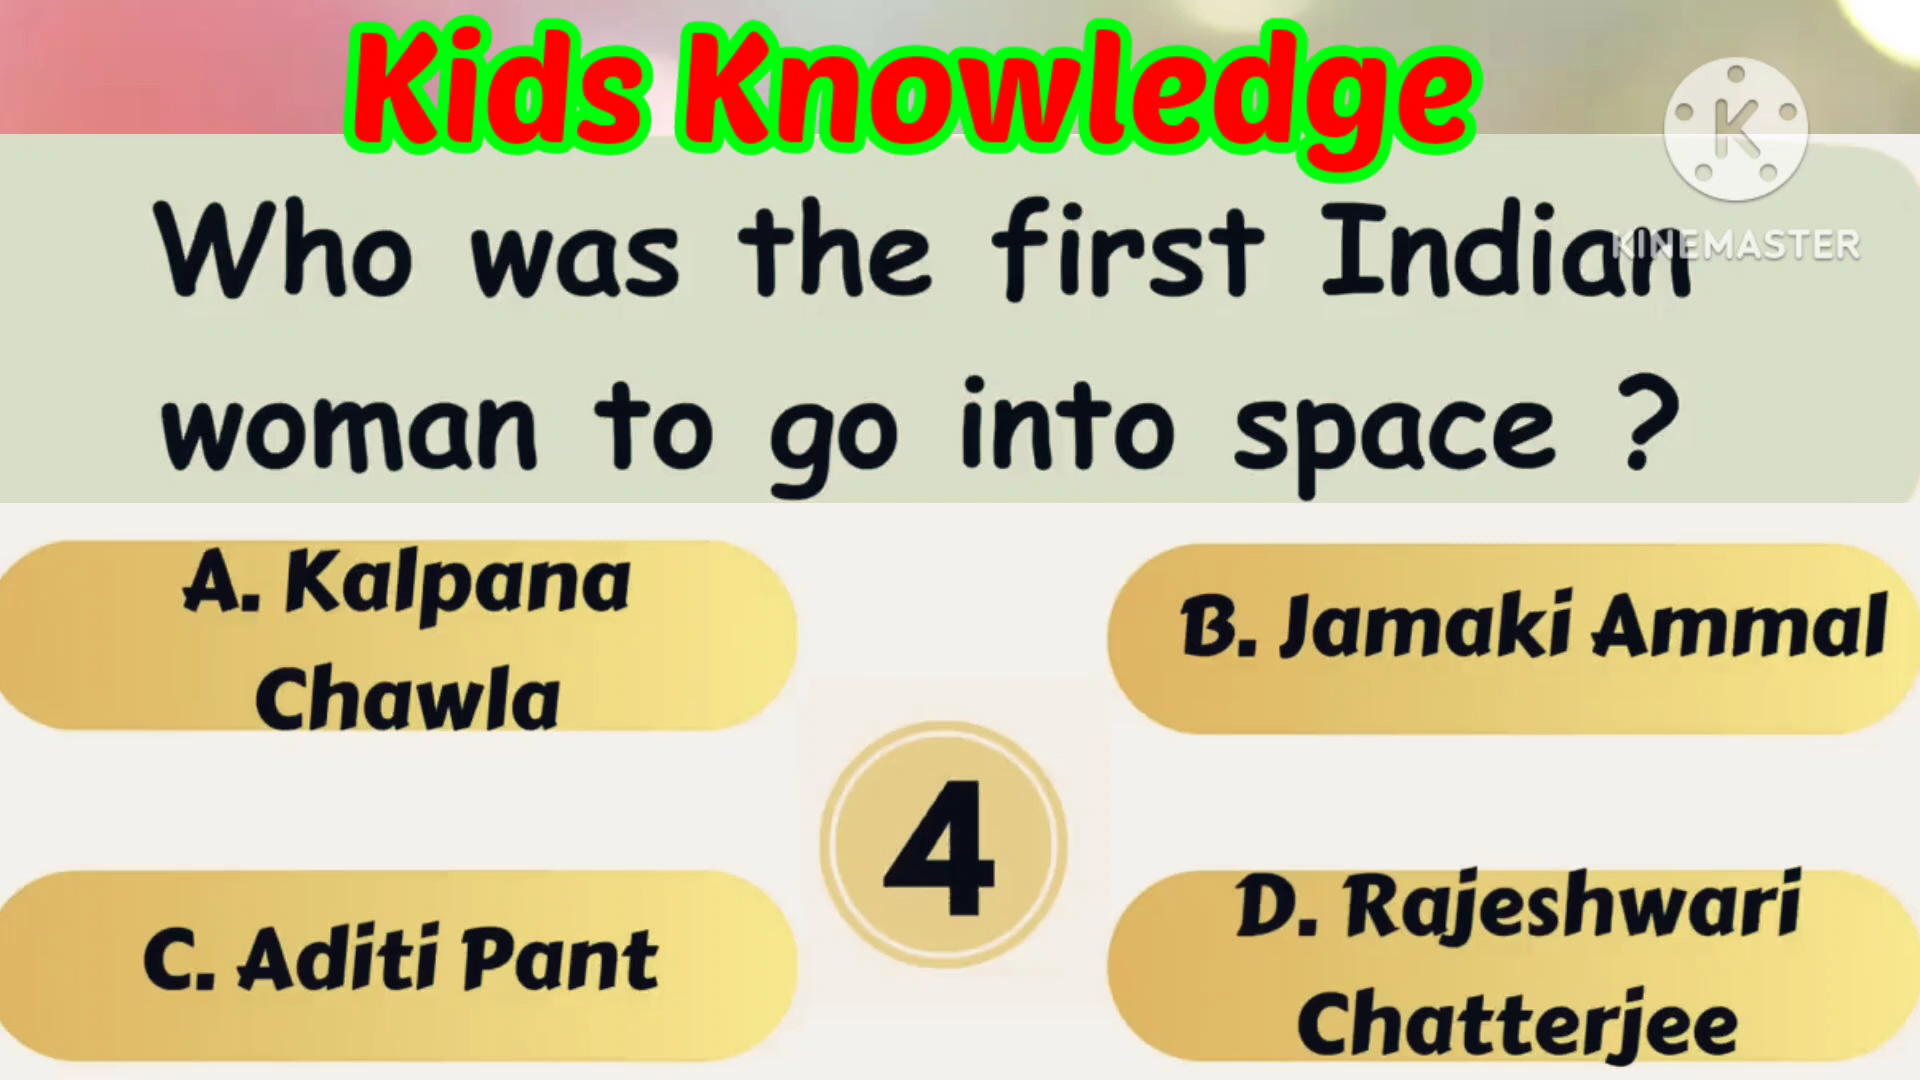 Kids Knowledge
K
KINEMASTER
Who was the first Indian
woman to go into space ?
A. Kalpana
Chawla
B. Jamaki Ammal
4
C. Aditi Pant
D. Rajeshwari
Chatterjee